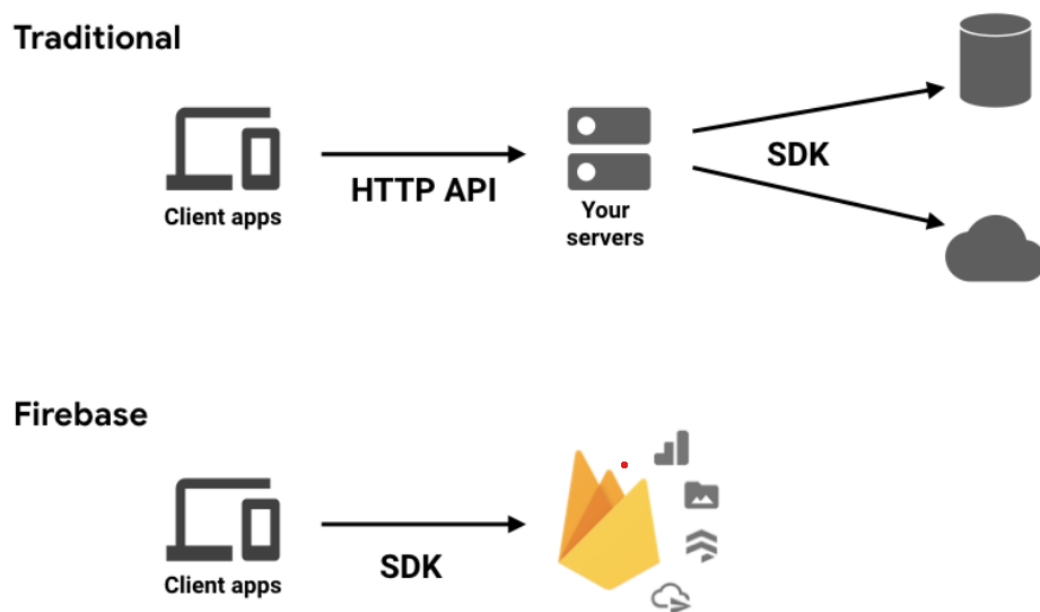 Traditional
Client apps
HTTP API
Your
servers
SDK
Firebase
Client apps
SDK